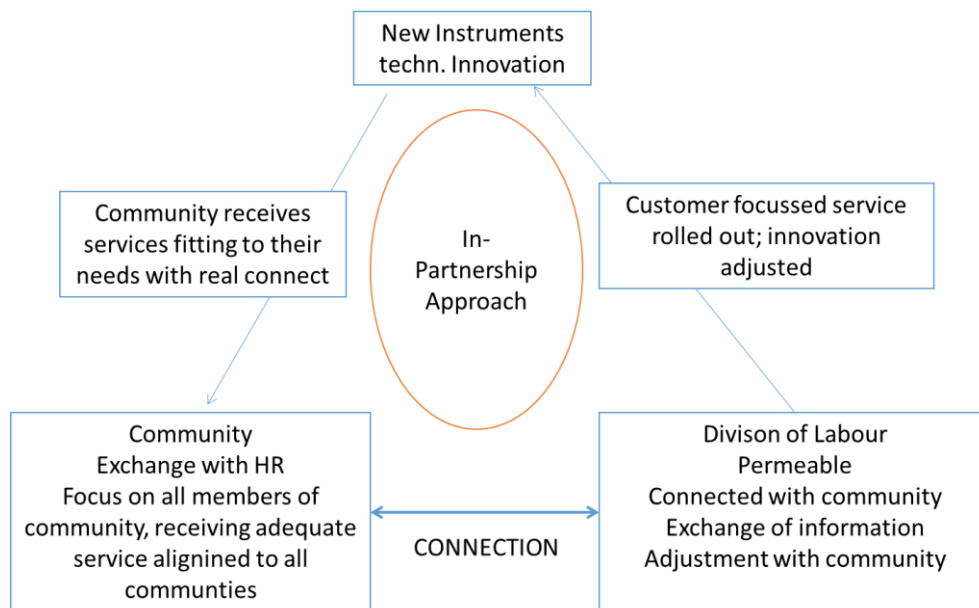 New Instruments
techn. Innovation
Community receives
services fitting to their
needs with real connect
In-
Partnership
Approach
Customer focussed service
rolled out; innovation
adjusted
Community
Exchange with HR
Focus on all members of
community, receiving adequate
service alignined to all
communties
CONNECTION
Divison of Labour
Permeable
Connected with community
Exchange of information
Adjustment with community